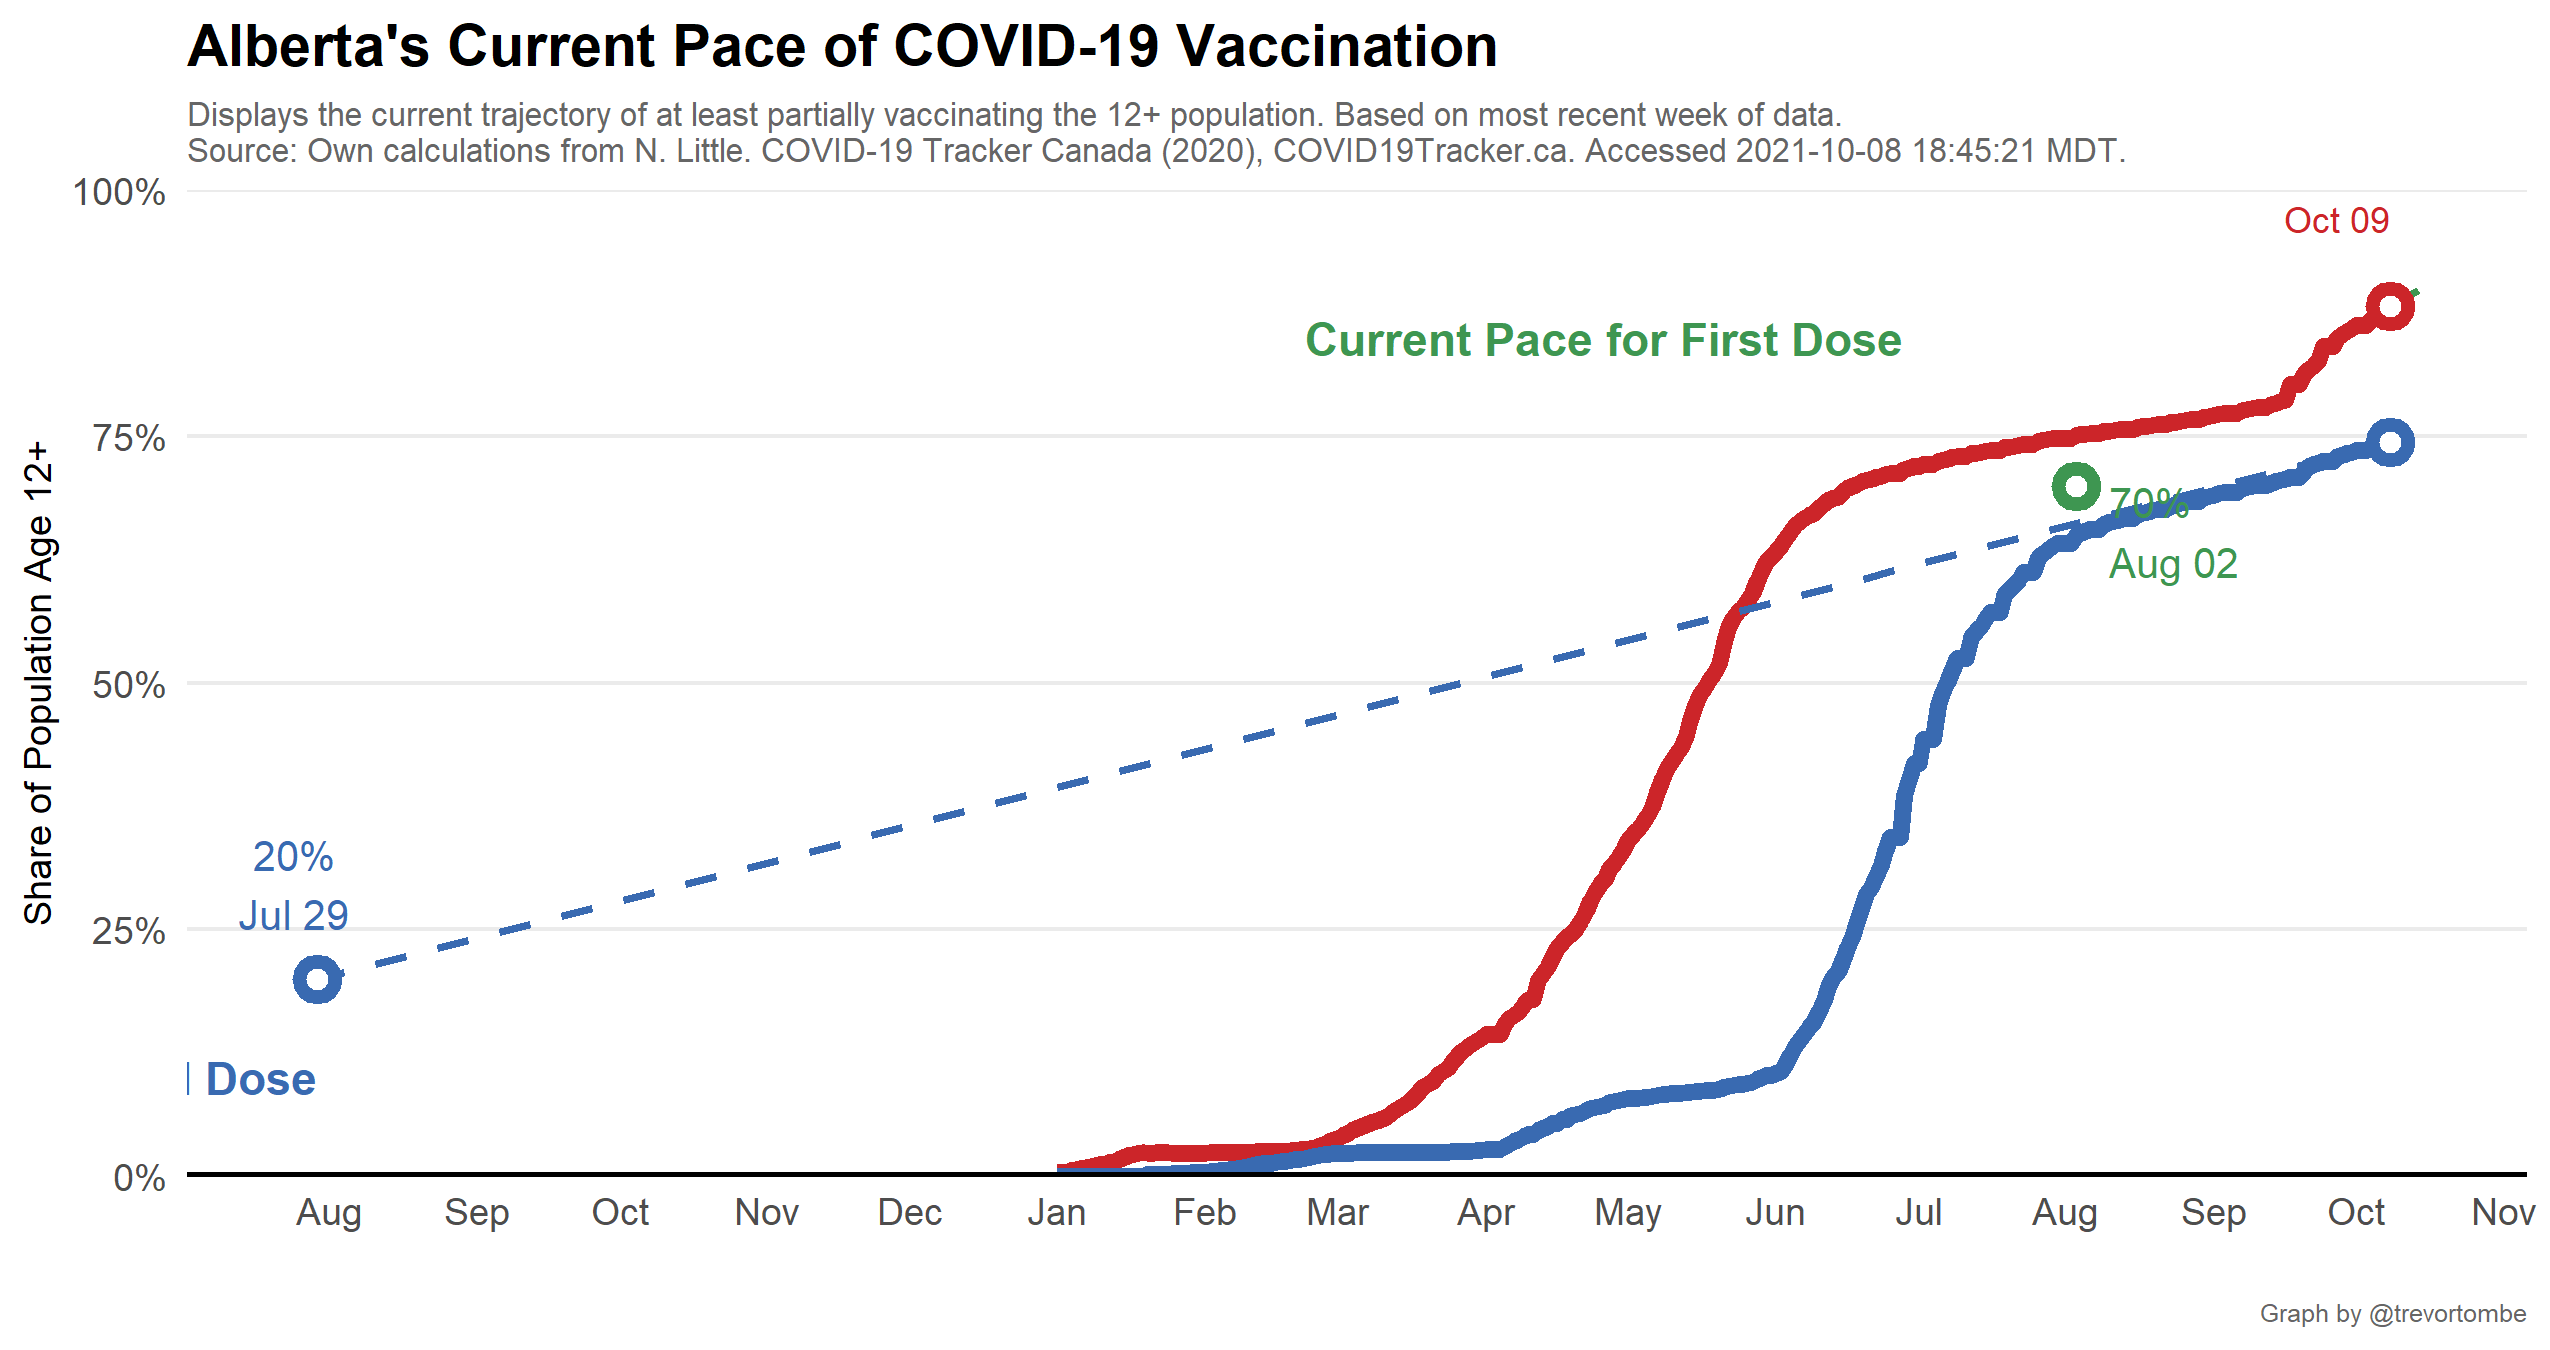 Alberta's Current Pace of COVID-19 Vaccination
Displays the current trajectory of at least partially vaccinating the 12+ population. Based on most recent week of data.
Source: Own calculations from N. Little. COVID-19 Tracker Canada (2020), COVID19Tracker.ca. Accessed 2021-10-08 18:45:21 MDT.
100%
Oct 09
Current Pace for First Dose
75%
70%
Aug 02
50%
20%
Jul 29
25%
Dose
0%
Share of Population Age 12+
Aug Sep Oct Nov Dec Jan Feb Mar Apr May Jun Jul Aug Sep Oct Nov
Graph by @trevortombe